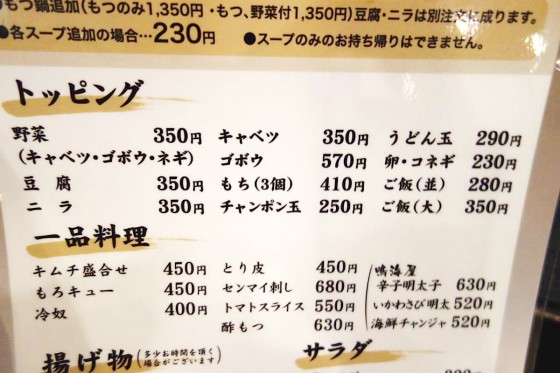 もつ鍋追加(もつのみ1,350円・もつ、野菜付1,350円)豆腐・ニラは別注文に成ります。
●各スープ追加の場合…230円 ●スープのみのお持ち帰りはできません。
トッピング
野菜 350円 キャベツ 350円 うどん玉 290円
(キャベツ・ゴボウ・ネギ) ゴボウ 570円 卵・コネギ 230円
豆腐 350円 もち(3個) 410円 ご飯(並) 280円
ニラ 350円 チャンポン玉 250円 ご飯(大) 350円
一品料理
キムチ盛合せ 450円 とり皮 450円 鳴海屋
もろキュー 450円 センマイ刺し 680円 辛子明太子 630円
冷奴 400円 トマトスライス 550円 いかわさび明太 520円
酢もつ 630円 海鮮チャンジャ 520円
揚げ物(多少お時間を頂く場合がございます) サラダ